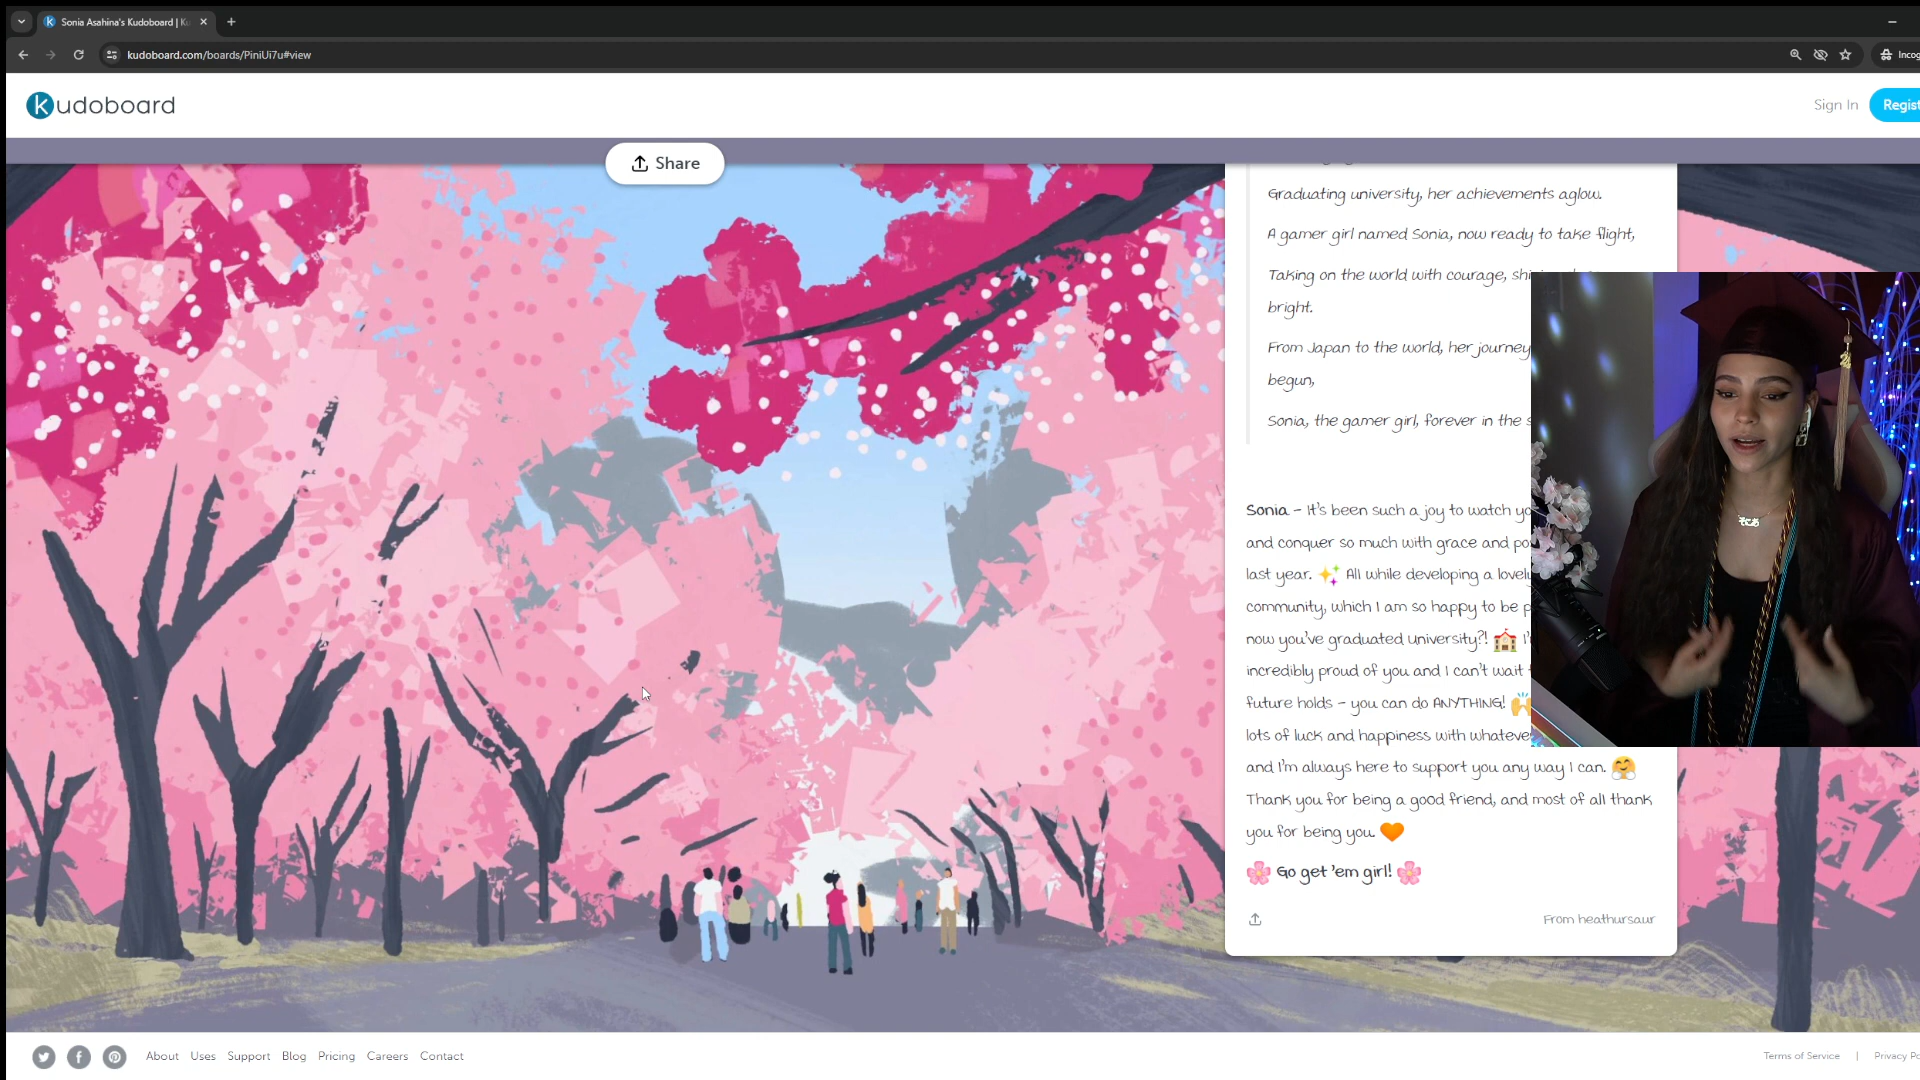 Sonia Asahina's Kudoboard | Ku
kudoboard.com/boards/PiniUi7u#view
Incog
kudoboard
Sign In
Regist
Share
Graduating university, her achievements aglow.
A gamer girl named Sonia, now ready to take flight,
Taking on the world with courage,
bright.
From Japan to the world, her journey
begun,
Sonia, the gamer girl, forever in the s
Sonia – It's been such a joy to watch yo
and conquer so much with grace and po
last year. ✨ All while developing a lovel
community, which I am so happy to be p
now you've graduated university?! 🏫 I'
incredibly proud of you and I can't wait
future holds – you can do ANYTHING! 🙌
lots of luck and happiness with whateve
and I'm always here to support you any way I can. 🤗
Thank you for being a good friend, and most of all thank
you for being you. 🧡
🌸 Go get 'em girl! 🌸
From heathursaur
About Uses Support Blog Pricing Careers Contact
Terms of Service | Privacy Po